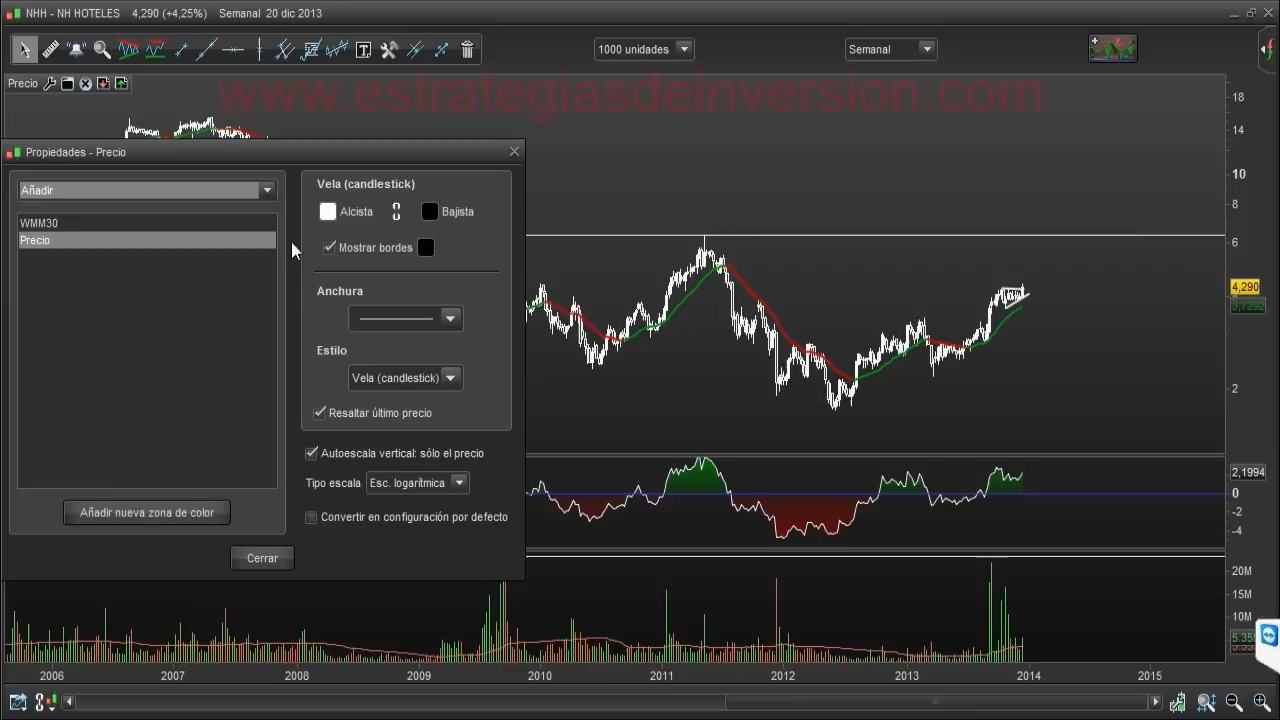 NHH - NH HOTELES 4,290 (+4,25%) Semanal 20 dic 2013
1000 unidades
Semanal
Precio
www.estrategiasdeinversion.com
Propiedades - Precio
Añadir
WMM30
Precio
Añadir nueva zona de color
Cerrar
Vela (candlestick)
Alcista
Bajista
Mostrar bordes
Anchura
Estilo
Vela (candlestick)
Resaltar último precio
Autoescala vertical: sólo el precio
Tipo escala Esc. logarítmica
Convertir en configuración por defecto
18
14
10
8
6
4,290
2
2,1994
0
-2
-4
20M
15M
10M
2006 2007 2008 2009 2010 2011 2012 2013 2014 2015